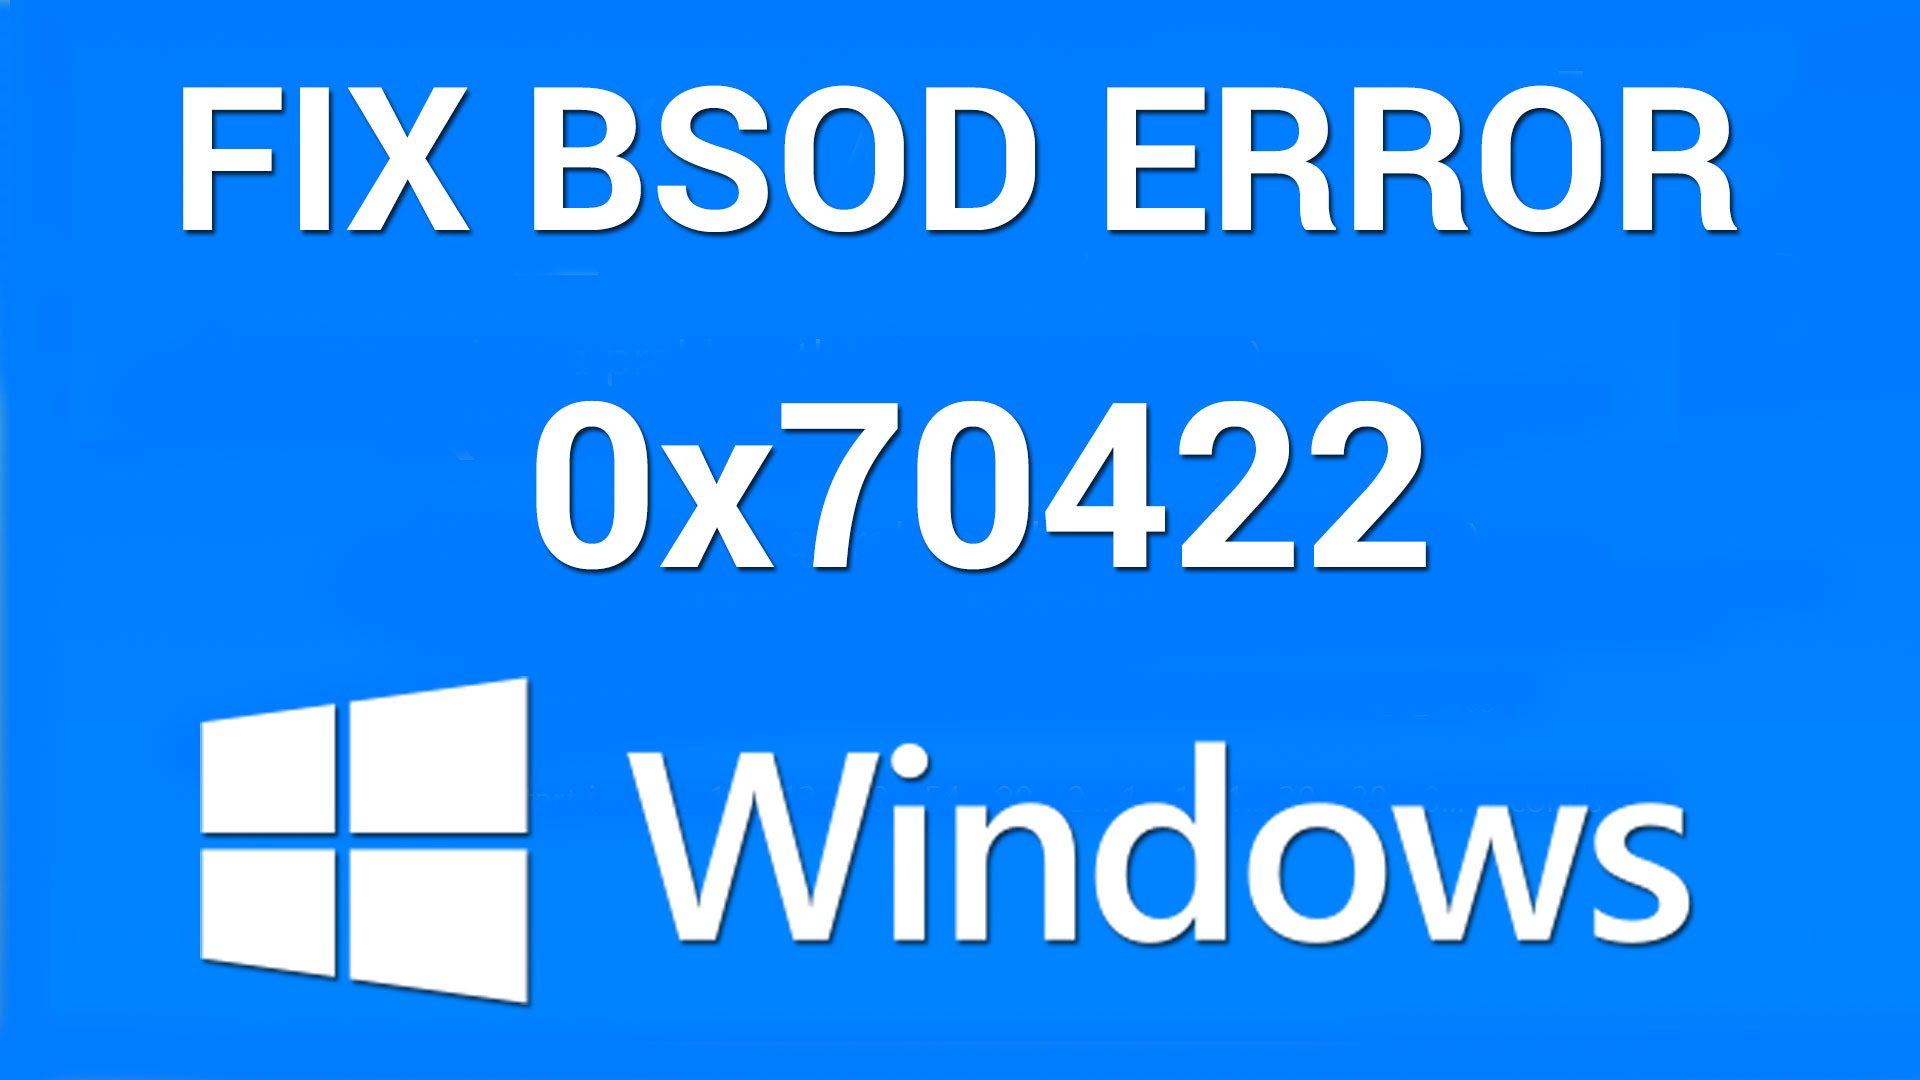 FIX BSOD ERROR
0x70422
Windows